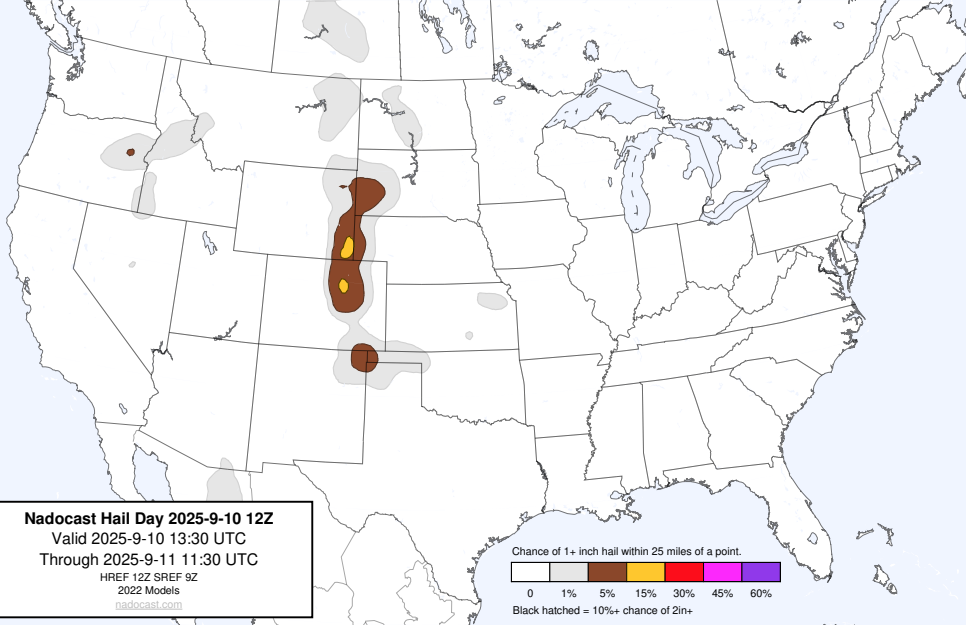 Nadocast Hail Day 2025-9-10 12Z
Valid 2025-9-10 13:30 UTC
Through 2025-9-11 11:30 UTC
HREF 12Z SREF 9Z
2022 Models
nadocast.com
Chance of 1+ inch hail within 25 miles of a point.
0 1% 5% 15% 30% 45% 60%
Black hatched = 10%+ chance of 2in+